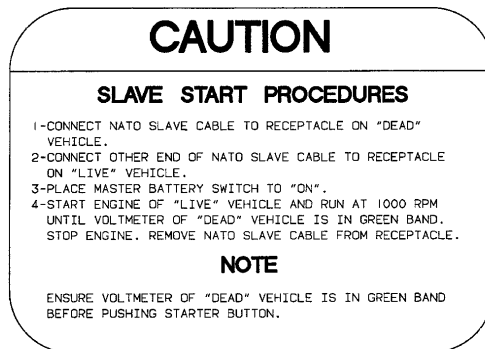 CAUTION
SLAVE START PROCEDURES
1-CONNECT NATO SLAVE CABLE TO RECEPTACLE ON "DEAD"
VEHICLE.
2-CONNECT OTHER END OF NATO SLAVE CABLE TO RECEPTACLE
ON "LIVE" VEHICLE.
3-PLACE MASTER BATTERY SWITCH TO "ON".
4-START ENGINE OF "LIVE" VEHICLE AND RUN AT 1000 RPM
UNTIL VOLTMETER OF "DEAD" VEHICLE IS IN GREEN BAND.
STOP ENGINE. REMOVE NATO SLAVE CABLE FROM RECEPTACLE.
NOTE
ENSURE VOLTMETER OF "DEAD" VEHICLE IS IN GREEN BAND
BEFORE PUSHING STARTER BUTTON.